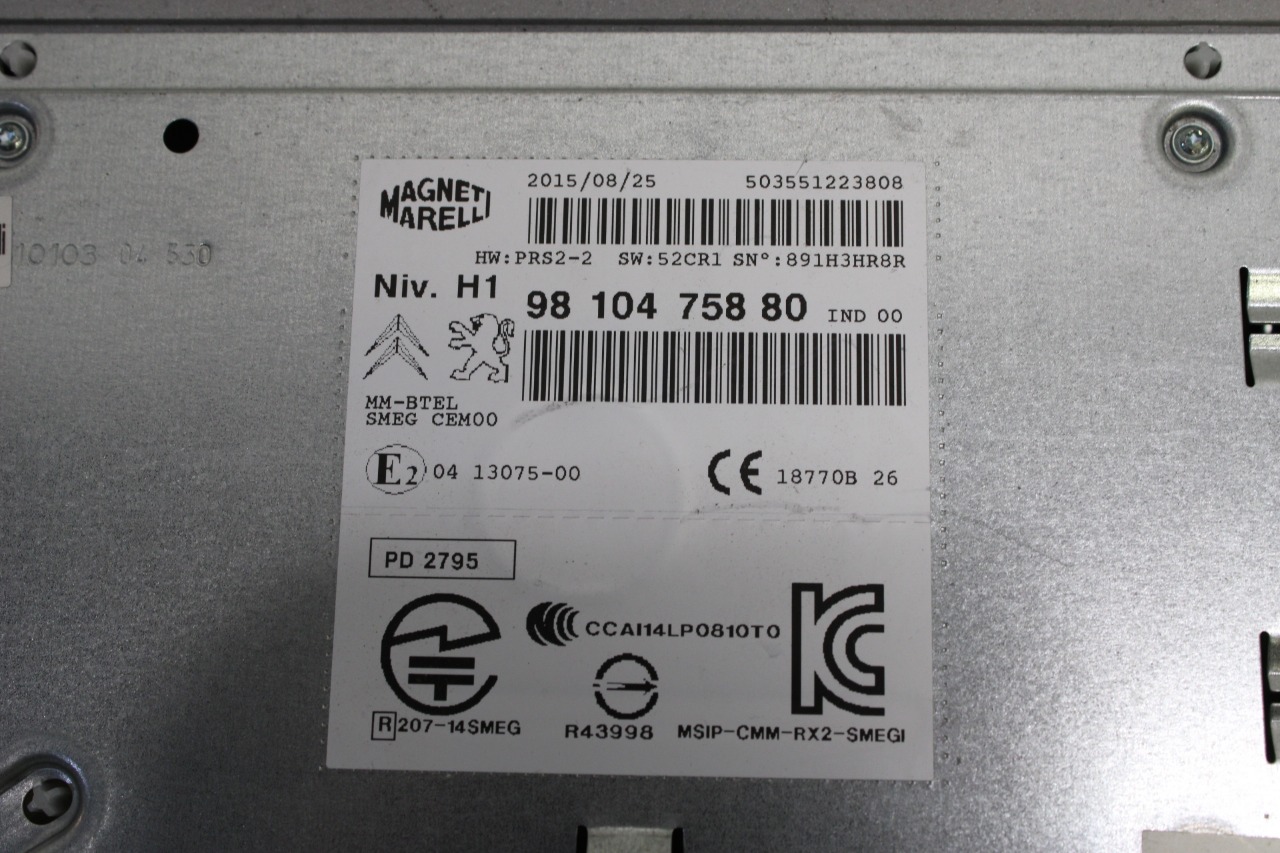 MAGNETI
MARELLI
2015/08/25 503551223808
HW:PRS2-2 SW:52CR1 SN°:891H3HR8R
Niv. H1
98 104 758 80 IND 00
MM-BTEL
SMEG CEM00
E2 04 13075-00
CE 18770B 26
PD 2795
CCAI14LP0810T0
R 207-14SMEG
R43998
MSIP-CMM-RX2-SMEGI
10103 04 530